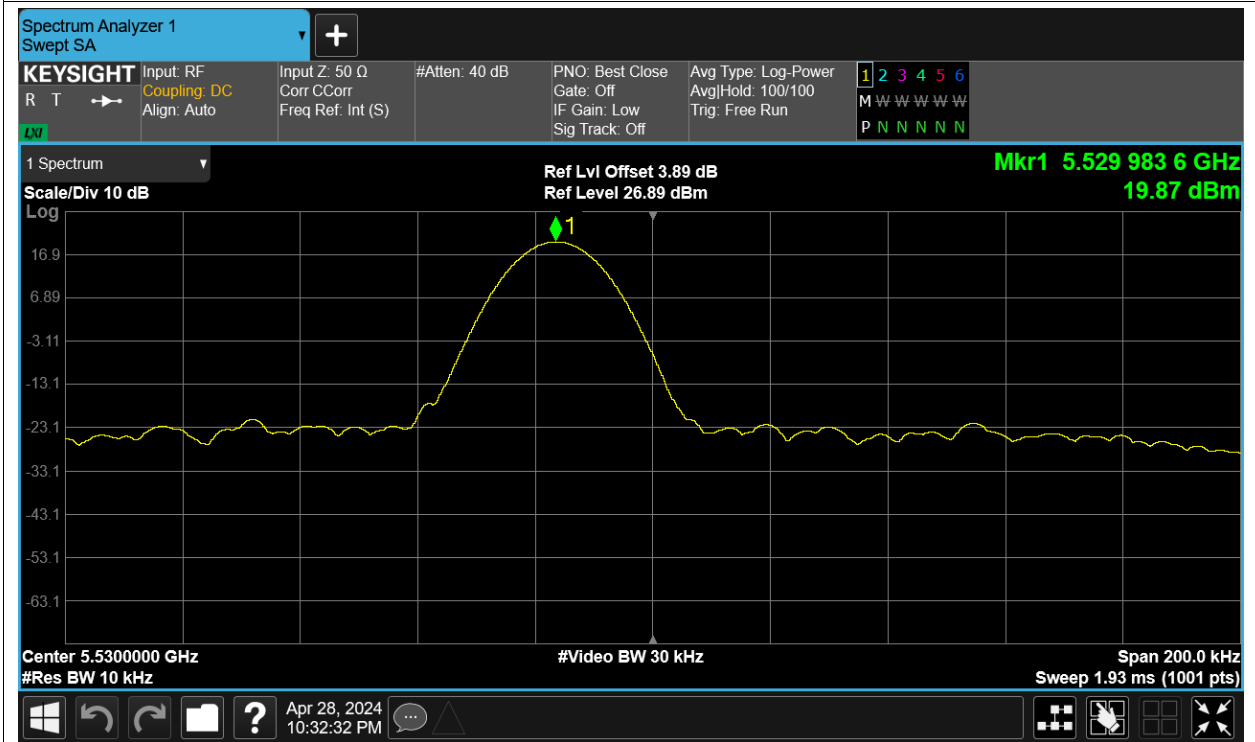 Spectrum Analyzer 1
Swept SA
+
KEYSIGHT
R T
LXI
Input: RF
Coupling: DC
Align: Auto
Input Z: 50 Ω
Corr CCorr
Freq Ref: Int (S)
#Atten: 40 dB
PNO: Best Close
Gate: Off
IF Gain: Low
Sig Track: Off
Avg Type: Log-Power
Avg|Hold: 100/100
Trig: Free Run
1 2 3 4 5 6
M W W W W W
P N N N N N
1 Spectrum
Scale/Div 10 dB
Log
Ref Lvl Offset 3.89 dB
Ref Level 26.89 dBm
Mkr1 5.529 983 6 GHz
19.87 dBm
1
16.9
6.89
-3.11
-13.1
-23.1
-33.1
-43.1
-53.1
-63.1
Center 5.5300000 GHz
#Res BW 10 kHz
#Video BW 30 kHz
Span 200.0 kHz
Sweep 1.93 ms (1001 pts)
?
Apr 28, 2024
10:32:32 PM